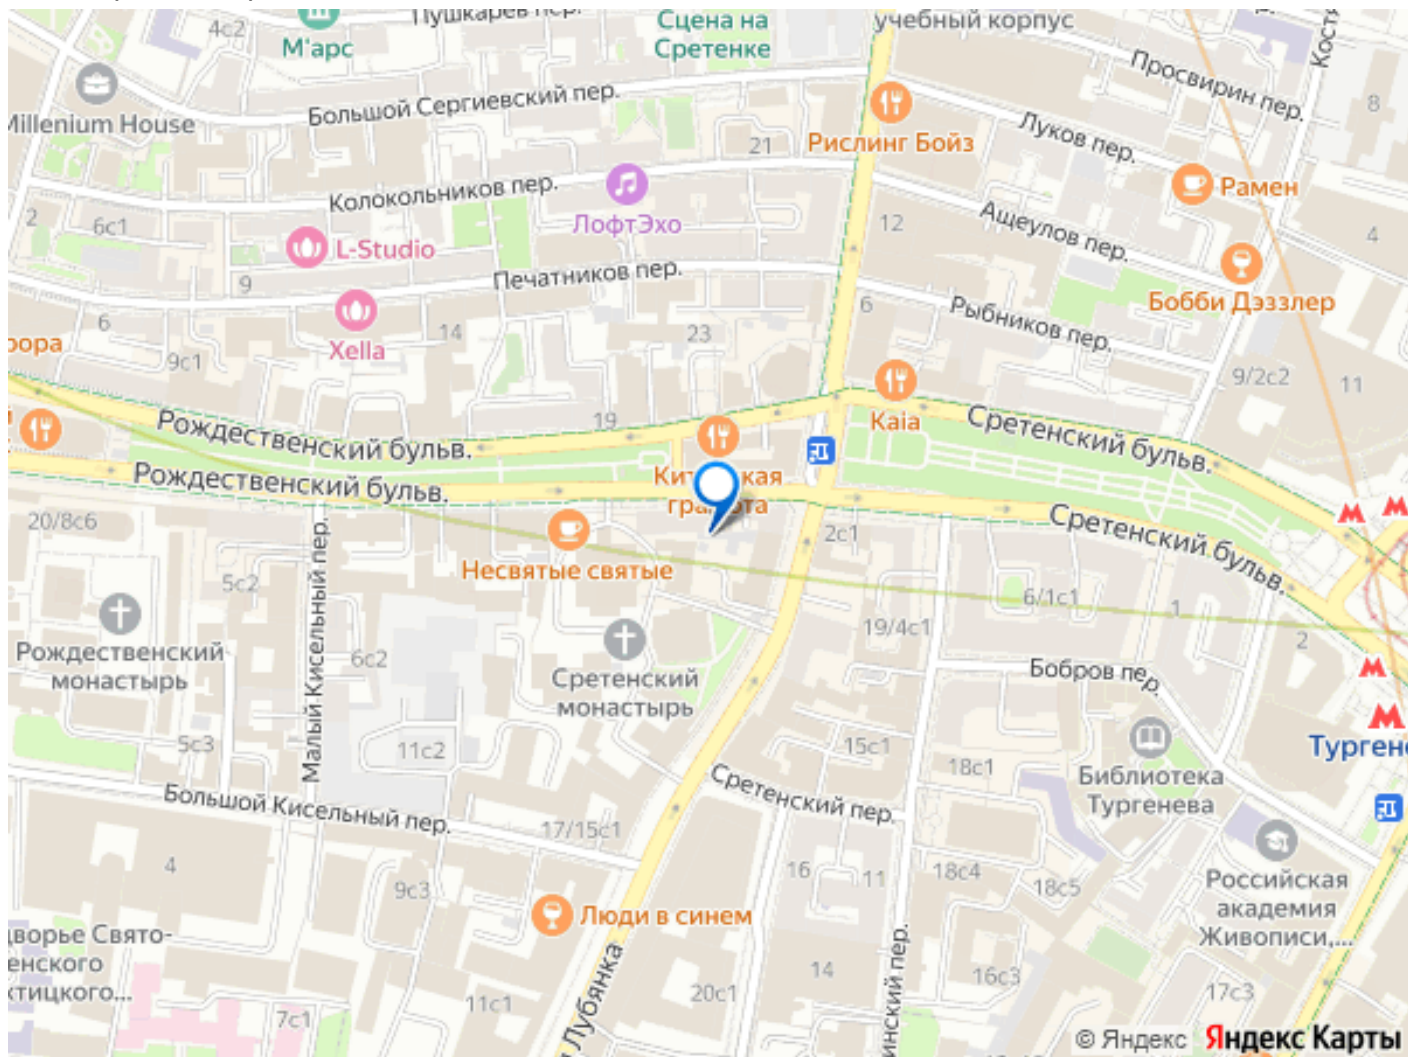 Пушкарёв пер.
4с2
М'арс
Сцена на
Сретенке
учебный корпус
Просвирин пер.
8
Millenium House
Большой Сергиевский пер.
Рислинг Бойз
Луков пер.
21
Колокольников пер.
ЛофтЭхо
Рамен
2
6с1
L-Studio
12
Ащеулов пер.
4
Печатников пер.
9
Бобби Дэззлер
6
Рыбников пер.
6
14
23
Xella
9с1
9/2с2
11
19
Kaia
Рождественский бульв.
Сретенский бульв.
Рождественский бульв.
20/8с6
Несвятые святые
2с1
Сретенский бульв.
5с2
Малый Кисельный пер.
6/1с1
1
19/4с1
2
Рождественский
монастырь
6с2
Сретенский
монастырь
Бобров пер.
5с3
11с2
15с1
18с1
Библиотека
Тургенева
Большой Кисельный пер.
Сретенский пер.
17/15с1
4
9с3
16
11
18с4
18с5
Российская
академия
Живописи,...
Люди в синем
Лубянка
14
16с3
17с3
11с1
20с1
7с1
© Яндекс Яндекс Карты